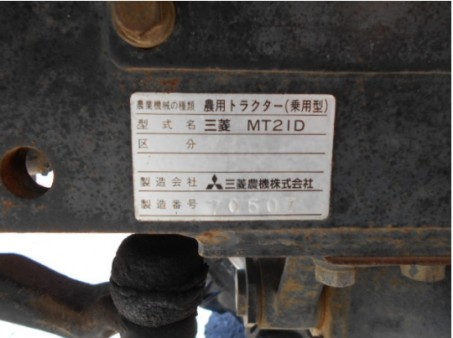 農業機械の種類 農用トラクター(乗用型)
型式名 三菱 MT21D
区分
製造会社 三菱農機株式会社
製造番号